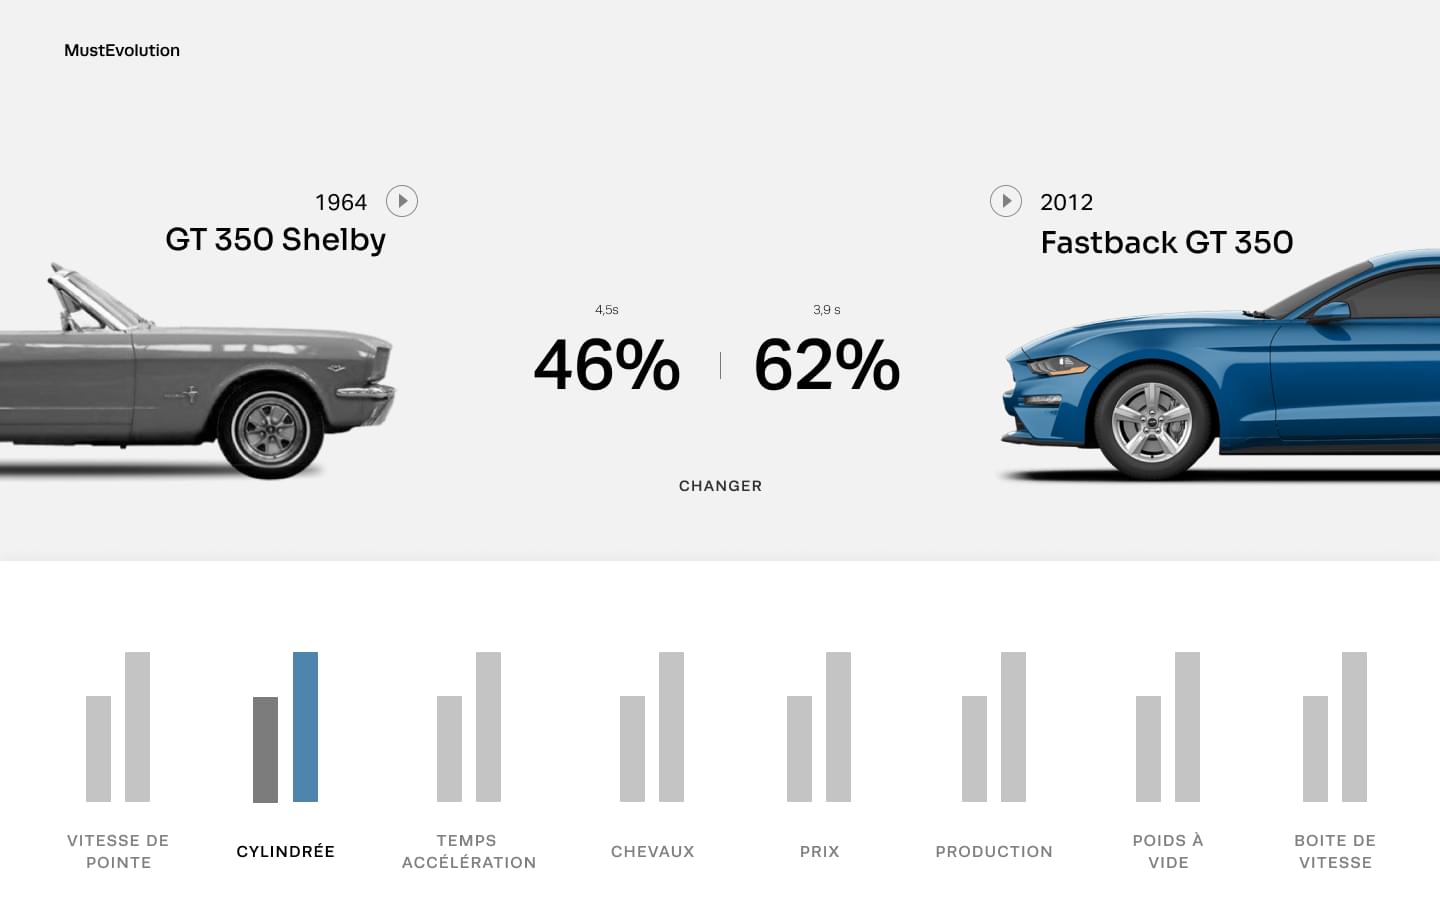 MustEvolution
1964
GT 350 Shelby
2012
Fastback GT 350
4,5s
3,9 s
46%
62%
CHANGER
VITESSE DE
POINTE
CYLINDRÉE
TEMPS
ACCÉLÉRATION
CHEVAUX
PRIX
PRODUCTION
POIDS À
VIDE
BOITE DE
VITESSE